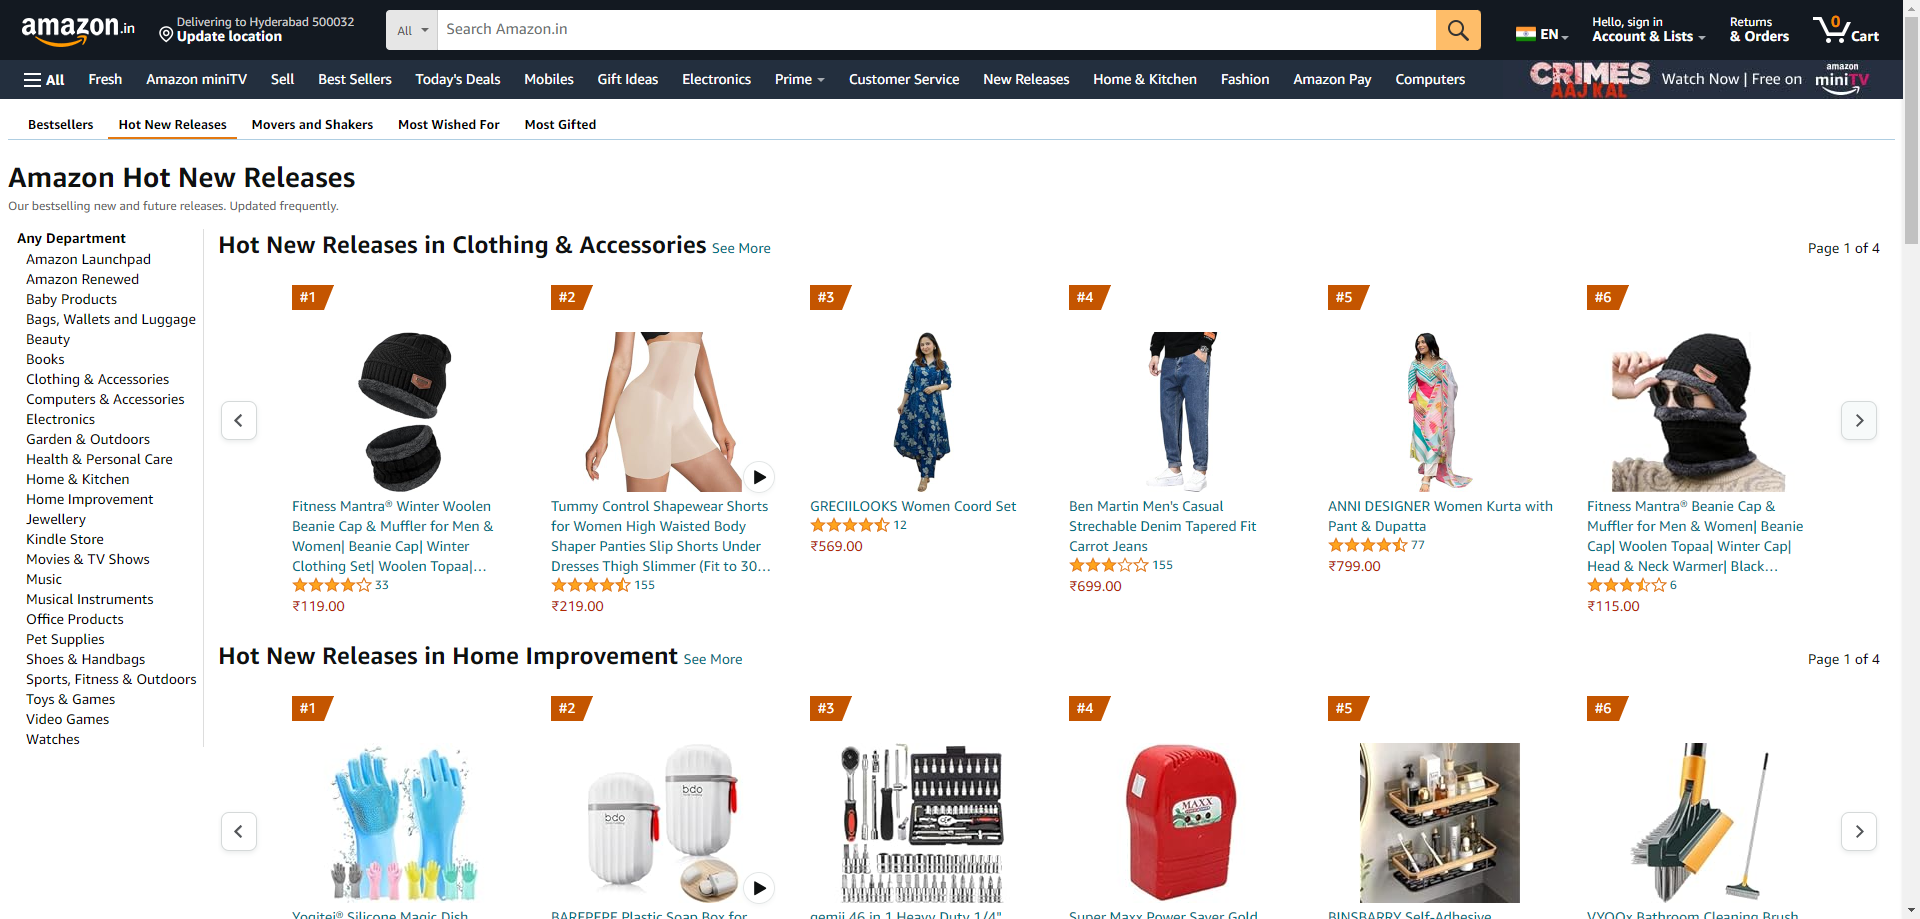 amazon.in
Delivering to Hyderabad 500032
Update location
All
Search Amazon.in
EN
Hello, sign in
Account & Lists
Returns
& Orders
0
Cart
All
Fresh
Amazon miniTV
Sell
Best Sellers
Today's Deals
Mobiles
Gift Ideas
Electronics
Prime
Customer Service
New Releases
Home & Kitchen
Fashion
Amazon Pay
Computers
CRIMES
AAJ KAL
Watch Now | Free on
amazon
miniTV
Bestsellers
Hot New Releases
Movers and Shakers
Most Wished For
Most Gifted
Amazon Hot New Releases
Our bestselling new and future releases. Updated frequently.
Any Department
Amazon Launchpad
Amazon Renewed
Baby Products
Bags, Wallets and Luggage
Beauty
Books
Clothing & Accessories
Computers & Accessories
Electronics
Garden & Outdoors
Health & Personal Care
Home & Kitchen
Home Improvement
Jewellery
Kindle Store
Movies & TV Shows
Music
Musical Instruments
Office Products
Pet Supplies
Shoes & Handbags
Sports, Fitness & Outdoors
Toys & Games
Video Games
Watches
Hot New Releases in Clothing & Accessories See More
Page 1 of 4
#1
Fitness Mantra® Winter Woolen
Beanie Cap & Muffler for Men &
Women| Beanie Cap| Winter
Clothing Set| Woolen Topaa|…
33
₹119.00
#2
Tummy Control Shapewear Shorts
for Women High Waisted Body
Shaper Panties Slip Shorts Under
Dresses Thigh Slimmer (Fit to 30…
155
₹219.00
#3
GRECIILOOKS Women Coord Set
12
₹569.00
#4
Ben Martin Men's Casual
Strechable Denim Tapered Fit
Carrot Jeans
155
₹699.00
#5
ANNI DESIGNER Women Kurta with
Pant & Dupatta
77
₹799.00
#6
Fitness Mantra® Beanie Cap &
Muffler for Men & Women| Beanie
Cap| Woolen Topaa| Winter Cap|
Head & Neck Warmer| Black…
6
₹115.00
Hot New Releases in Home Improvement See More
Page 1 of 4
#1
Yogitej® Silicone Magic Dish
#2
bdo
bdo
BAREPEPE Plastic Soap Box for
#3
gemij 46 in 1 Heavy Duty 1/4"
#4
MAXX
Super Maxx Power Saver Gold
#5
BINSBARRY Self-Adhesive
#6
VYOOx Bathroom Cleaning Brush